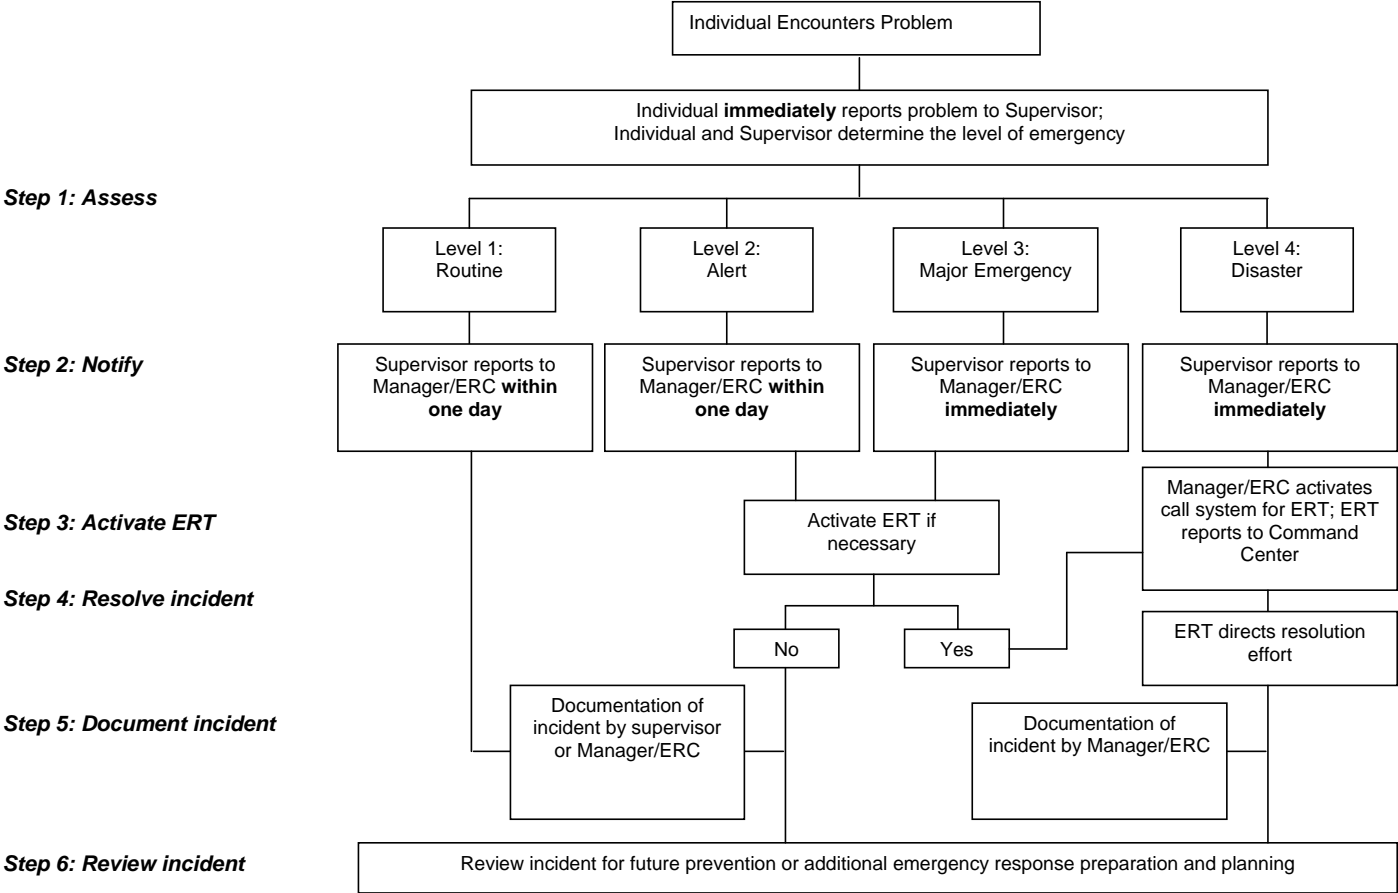 Individual Encounters Problem
Individual immediately reports problem to Supervisor;
Individual and Supervisor determine the level of emergency
Step 1: Assess
Level 1:
Routine
Level 2:
Alert
Level 3:
Major Emergency
Level 4:
Disaster
Step 2: Notify
Supervisor reports to
Manager/ERC within
one day
Supervisor reports to
Manager/ERC within
one day
Supervisor reports to
Manager/ERC
immediately
Supervisor reports to
Manager/ERC
immediately
Step 3: Activate ERT
Activate ERT if
necessary
Manager/ERC activates
call system for ERT; ERT
reports to Command
Center
Step 4: Resolve incident
No
Yes
ERT directs resolution
effort
Step 5: Document incident
Documentation of
incident by supervisor
or Manager/ERC
Documentation of
incident by Manager/ERC
Step 6: Review incident
Review incident for future prevention or additional emergency response preparation and planning